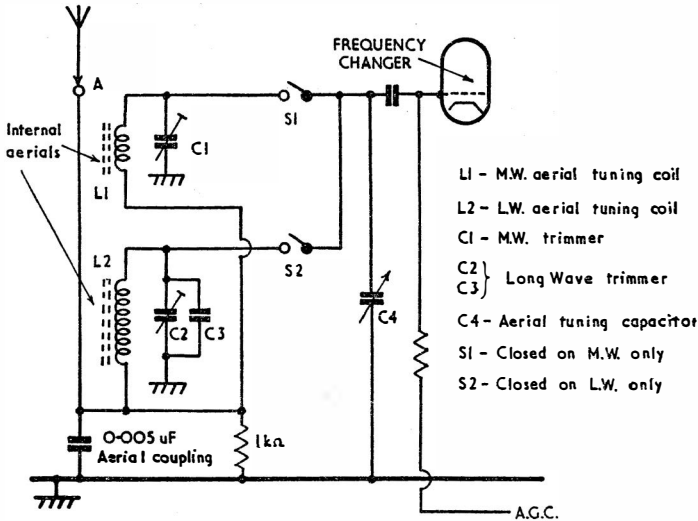 FREQUENCY
CHANGER
A
Internal
aerials
S1
C1
L1
L2
S2
C2
C3
C4
0·005 uF
Aerial coupling
1kΩ
A.G.C.
L1 - M.W. aerial tuning coil
L2 - L.W. aerial tuning coil
C1 - M.W. trimmer
C2
C3 } Long Wave trimmer
C4 - Aerial tuning capacitor
S1 - Closed on M.W. only
S2 - Closed on L.W. only